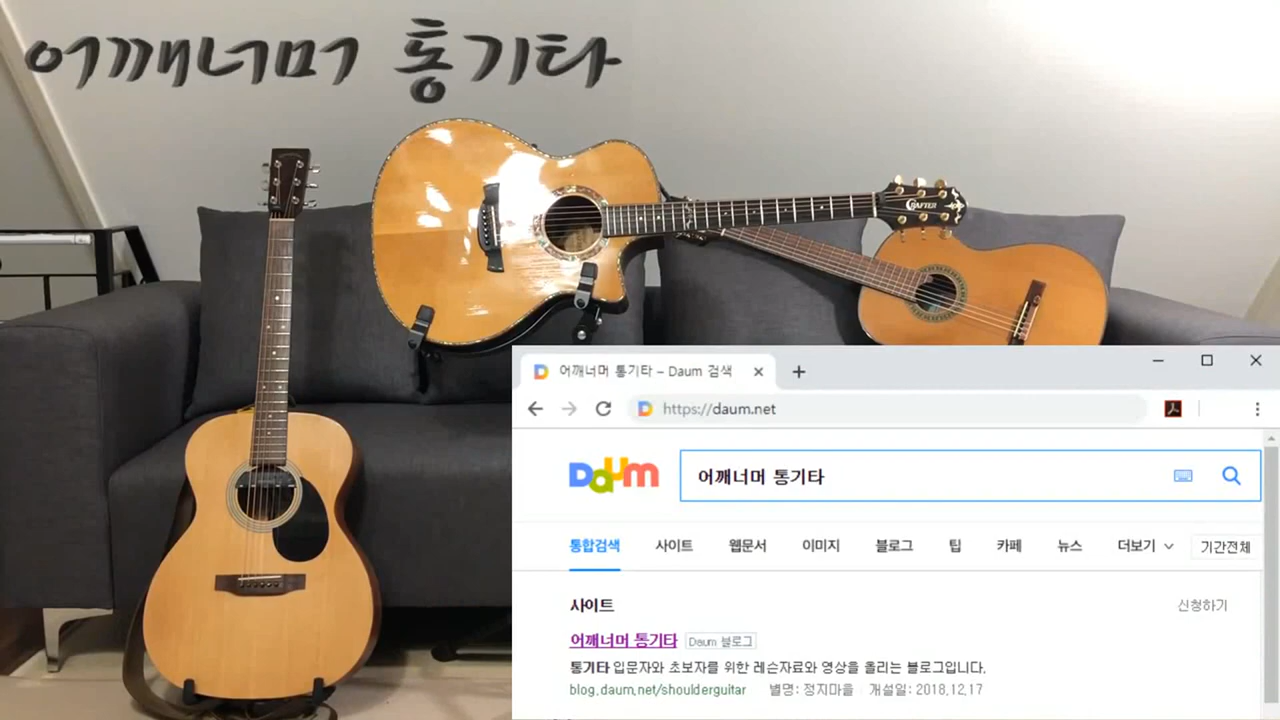 어깨너머 통기타
CRAFTER
어깨너머 통기타 – Daum 검색
https://daum.net
Daum
어깨너머 통기타
통합검색 사이트 웹문서 이미지 블로그 팁 카페 뉴스 더보기 기간전체
사이트 신청하기
어깨너머 통기타 Daum 블로그
통기타 입문자와 초보자를 위한 레슨자료와 영상을 올리는 블로그입니다.
blog.daum.net/shoulderguitar 별명: 정지마을 개설일: 2018.12.17